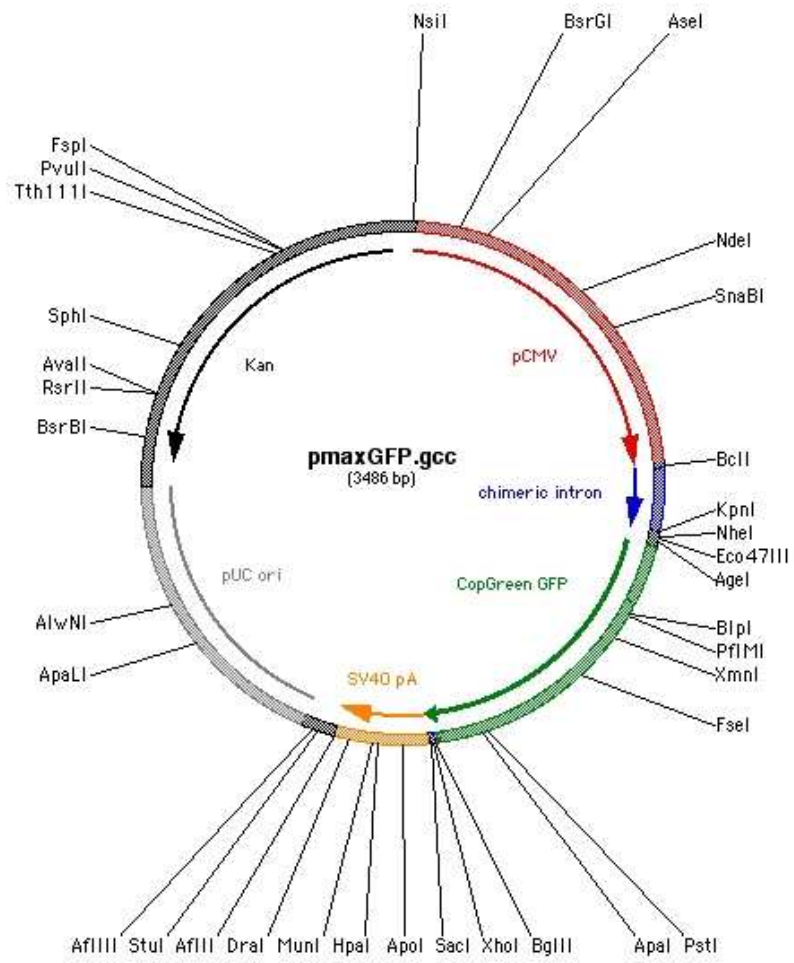 NsiI
BsrGI
AseI
FspI
PvuII
Tth111I
NdeI
SnaBI
SphI
AvaII
RsrII
BsrBI
Kan
pCMV
pmaxGFP.gcc
(3486 bp)
BclI
chimeric intron
KpnI
NheI
Eco47III
AgeI
pUC ori
CopGreen GFP
AlwNI
ApaLI
BlpI
PflMI
XmnI
SV40 pA
FseI
AflIII StuI AflII DraI MunI HpaI ApoI SacI XhoI BglII ApaI PstI